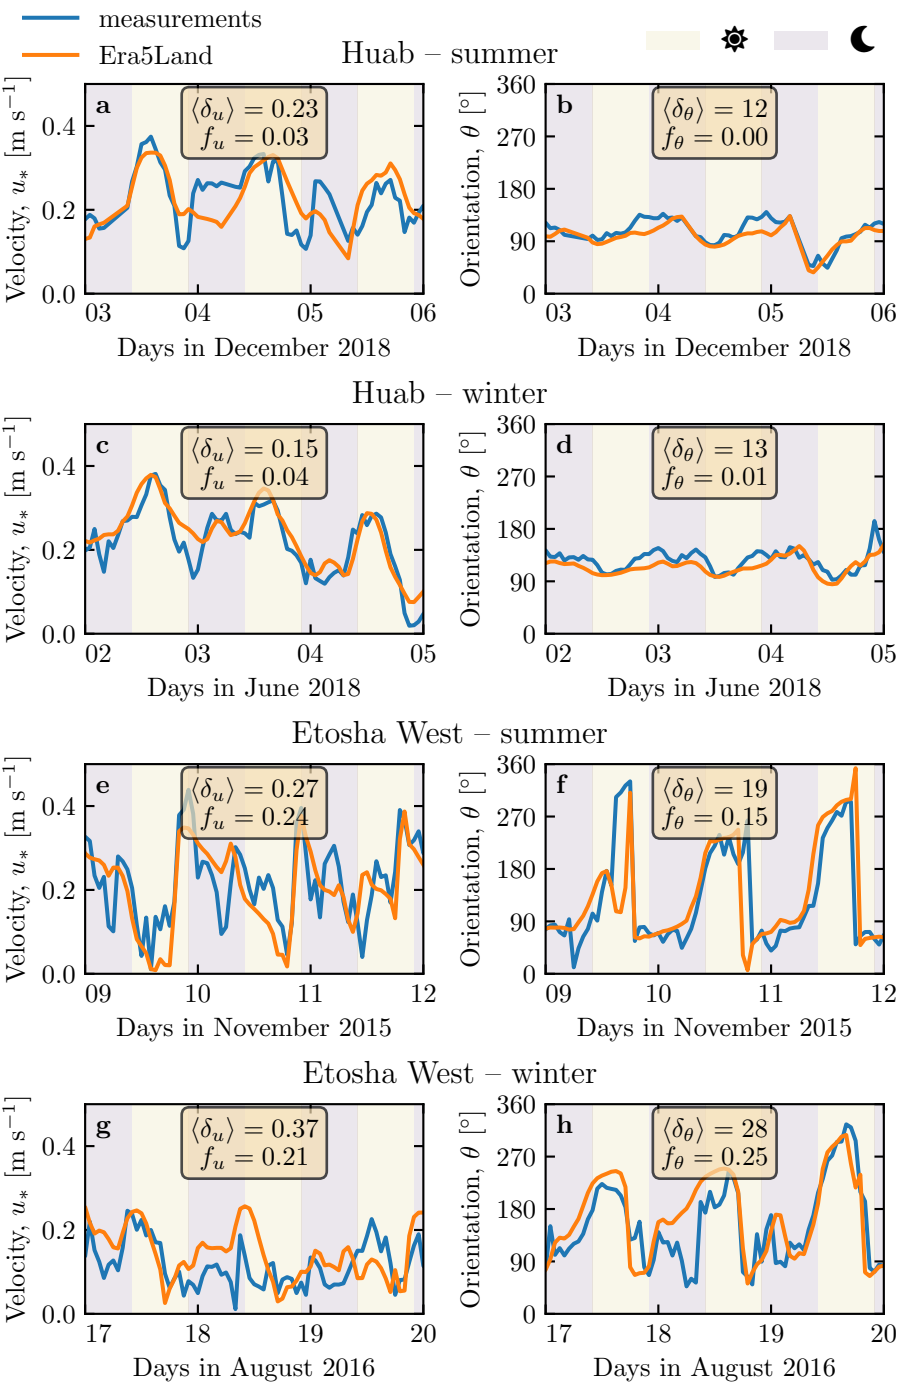 measurements
Era5Land
Huab – summer
a
⟨δᵤ⟩ = 0.23
fᵤ = 0.03
Velocity, u∗ [m s⁻¹]
0.4
0.2
0.0
03 04 05 06
Days in December 2018
b
⟨δθ⟩ = 12
fθ = 0.00
Orientation, θ [°]
360
270
180
90
0
03 04 05 06
Days in December 2018
Huab – winter
c
⟨δᵤ⟩ = 0.15
fᵤ = 0.04
Velocity, u∗ [m s⁻¹]
0.4
0.2
0.0
02 03 04 05
Days in June 2018
d
⟨δθ⟩ = 13
fθ = 0.01
Orientation, θ [°]
360
270
180
90
0
02 03 04 05
Days in June 2018
Etosha West – summer
e
⟨δᵤ⟩ = 0.27
fᵤ = 0.24
Velocity, u∗ [m s⁻¹]
0.4
0.2
0.0
09 10 11 12
Days in November 2015
f
⟨δθ⟩ = 19
fθ = 0.15
Orientation, θ [°]
360
270
180
90
0
09 10 11 12
Days in November 2015
Etosha West – winter
g
⟨δᵤ⟩ = 0.37
fᵤ = 0.21
Velocity, u∗ [m s⁻¹]
0.4
0.2
0.0
17 18 19 20
Days in August 2016
h
⟨δθ⟩ = 28
fθ = 0.25
Orientation, θ [°]
360
270
180
90
0
17 18 19 20
Days in August 2016